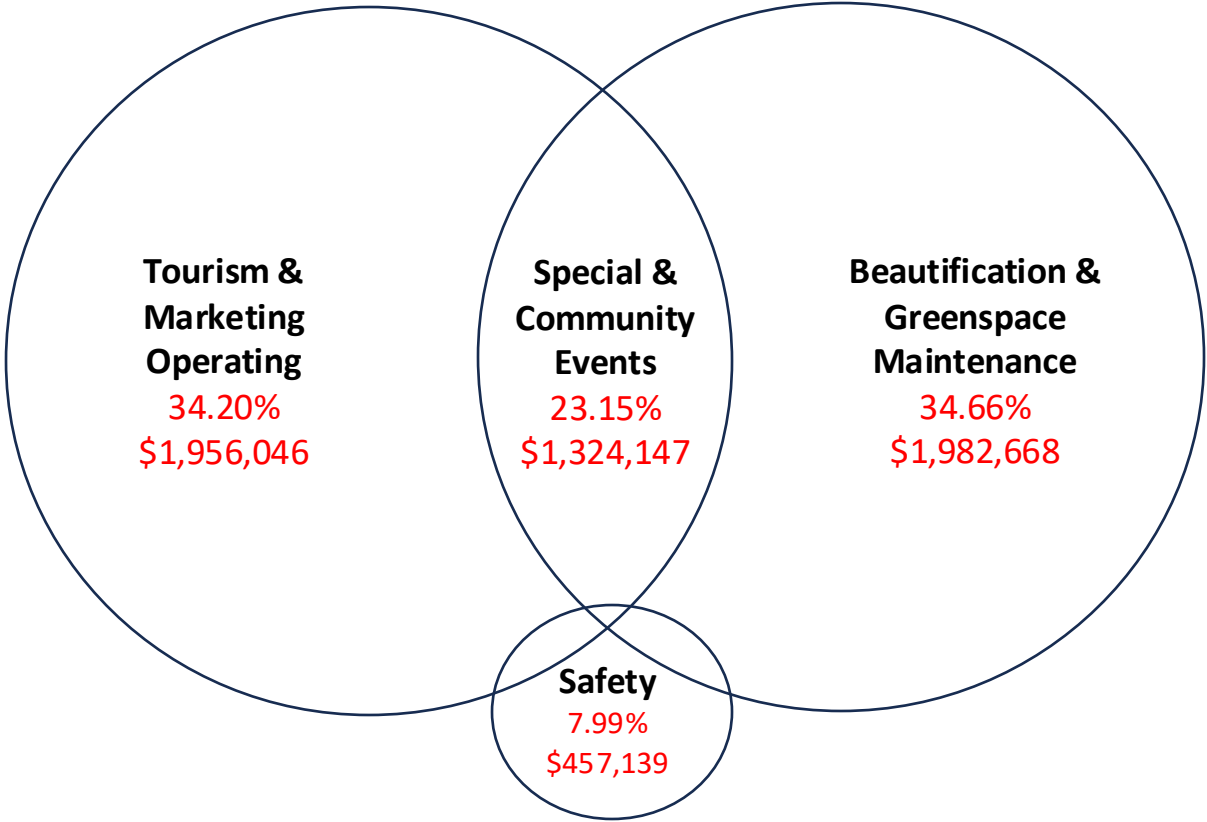 Tourism &
Marketing
Operating
34.20%
$1,956,046
Special &
Community
Events
23.15%
$1,324,147
Beautification &
Greenspace
Maintenance
34.66%
$1,982,668
Safety
7.99%
$457,139